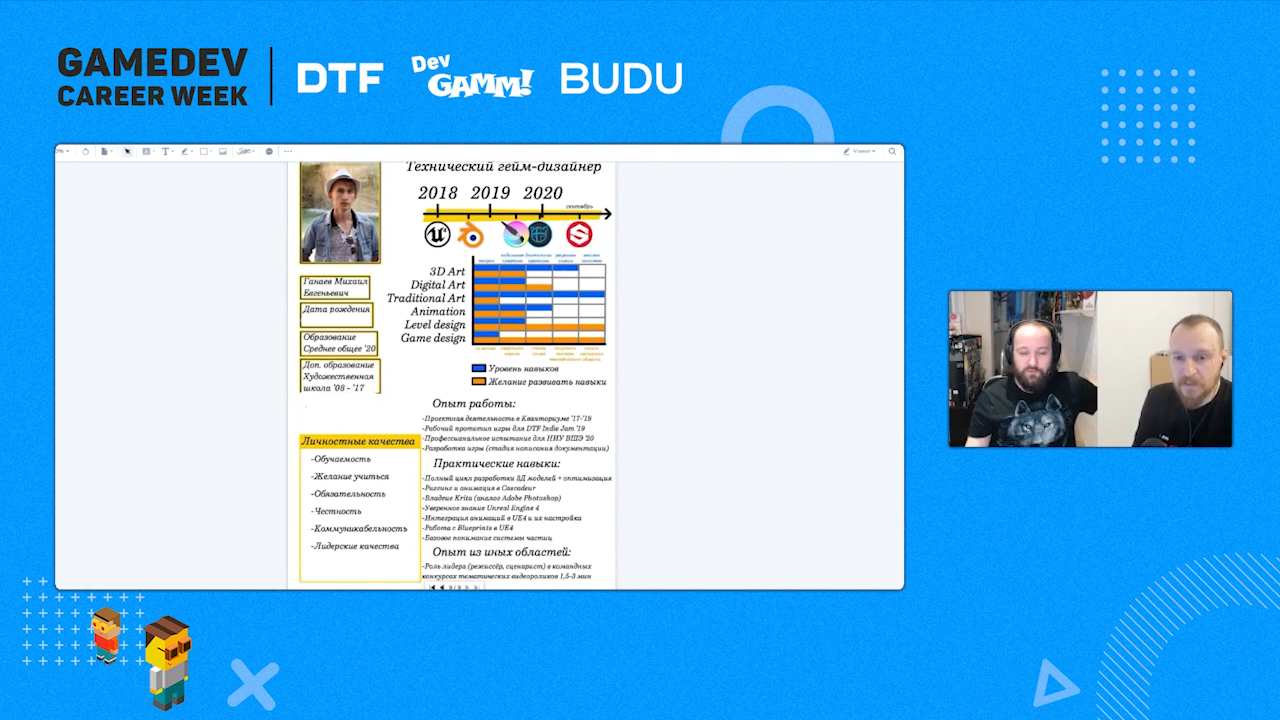 GAMEDEV
CAREER WEEK
DTF
Dev
GAMM!
BUDU
Viewer
Технический гейм-дизайнер
2018 2019 2020
сентябрь
3D Art
Digital Art
Traditional Art
Animation
Level design
Game design
Уровень навыков
Желание развивать навыки
Ганаев Михаил
Евгеньевич
Дата рождения
Образование
Среднее общее '20
Доп. образование
Художественная
школа '08 - '17
Опыт работы:
-Проектная деятельность в Кванториуме '17-'19
-Рабочий прототип игры для DTF Indie Jam '19
-Профессиональное испытание для НИУ ВШЭ '20
-Разработка игры (стадия написания документации)
Практические навыки:
-Полный цикл разработки 3Д моделей + оптимизация
-Риггинг и анимация в Cascadeur
-Владеие Krita (аналог Adobe Photoshop)
-Уверенное знание Unreal Engine 4
-Интеграция анимаций в UE4 и их настройка
-Работа с Blueprints в UE4
-Базовое понимание системы частиц
Опыт из иных областей:
-Роль лидера (режиссёр, сценарист) в командных
конкурсах тематических видеороликов 1,5-3 мин
Личностные качества
-Обучаемость
-Желание учиться
-Обязательность
-Честность
-Коммуникабельность
-Лидерские качества
9 / 9